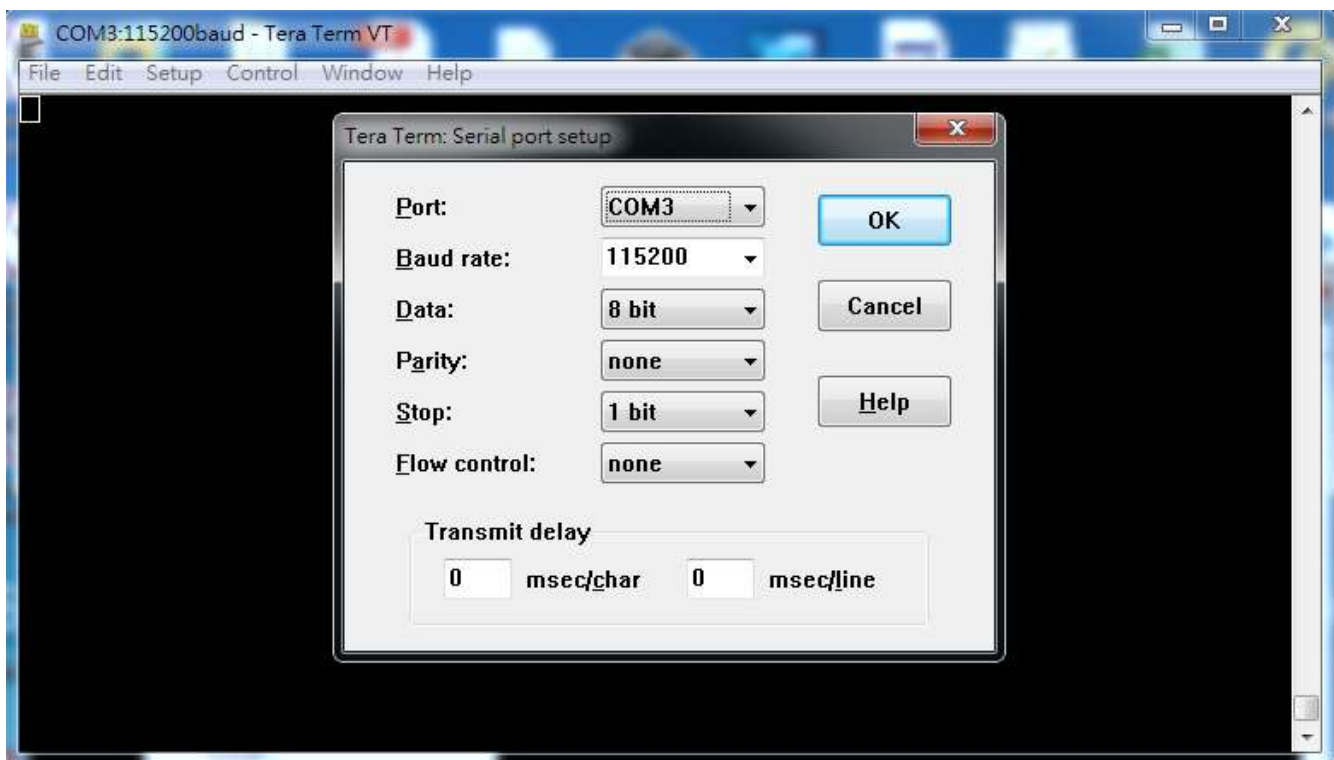 COM3:115200baud - Tera Term VT
File Edit Setup Control Window Help
Tera Term: Serial port setup
Port: COM3 OK
Baud rate: 115200
Data: 8 bit Cancel
Parity: none
Stop: 1 bit Help
Flow control: none
Transmit delay
0 msec/char 0 msec/line